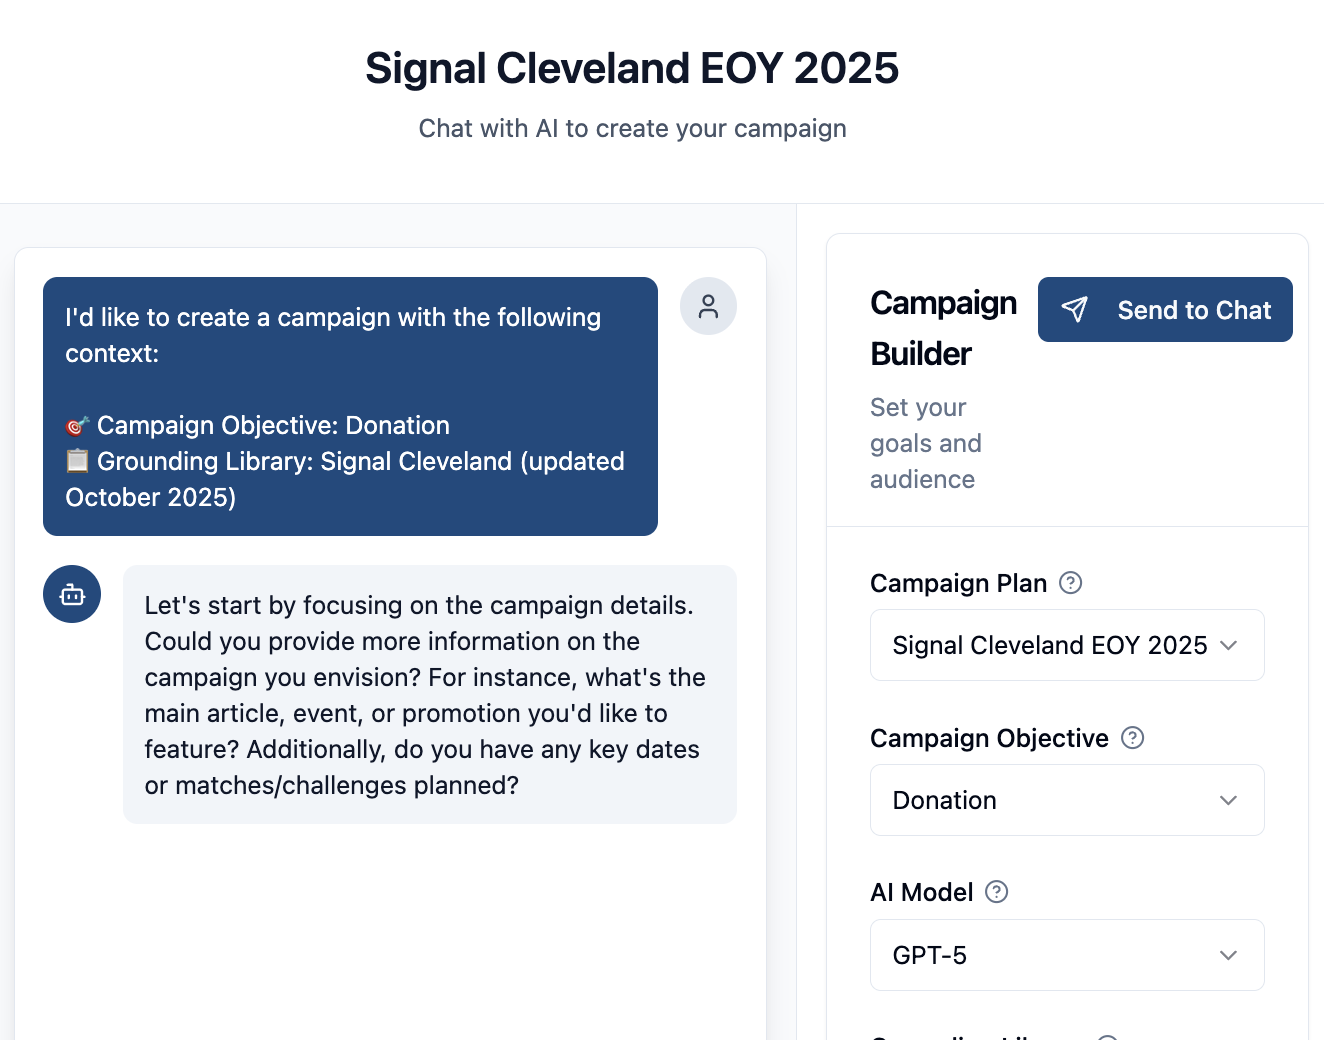 Signal Cleveland EOY 2025
Chat with AI to create your campaign
I'd like to create a campaign with the following
context:
🎯 Campaign Objective: Donation
📋 Grounding Library: Signal Cleveland (updated
October 2025)
Let's start by focusing on the campaign details.
Could you provide more information on the
campaign you envision? For instance, what's the
main article, event, or promotion you'd like to
feature? Additionally, do you have any key dates
or matches/challenges planned?
Campaign
Builder
Send to Chat
Set your
goals and
audience
Campaign Plan
Signal Cleveland EOY 2025
Campaign Objective
Donation
AI Model
GPT-5